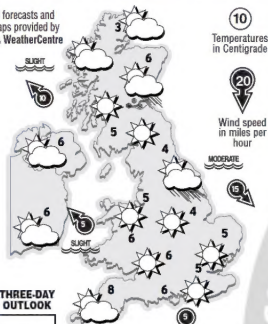 forecasts and
aps provided by
WeatherCentre
SLIGHT
10
3
6
5
4
6
6
5
4
6
5
6
8
6
5
SLIGHT
5
10
Temperatures
in Centigrade
20
Wind speed
in miles per
hour
MODERATE
15
5
THREE-DAY
OUTLOOK